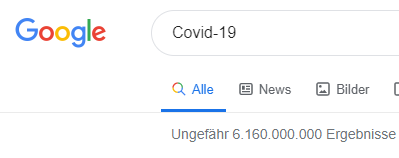 Google
Covid-19
Alle News Bilder
Ungefähr 6.160.000.000 Ergebnisse